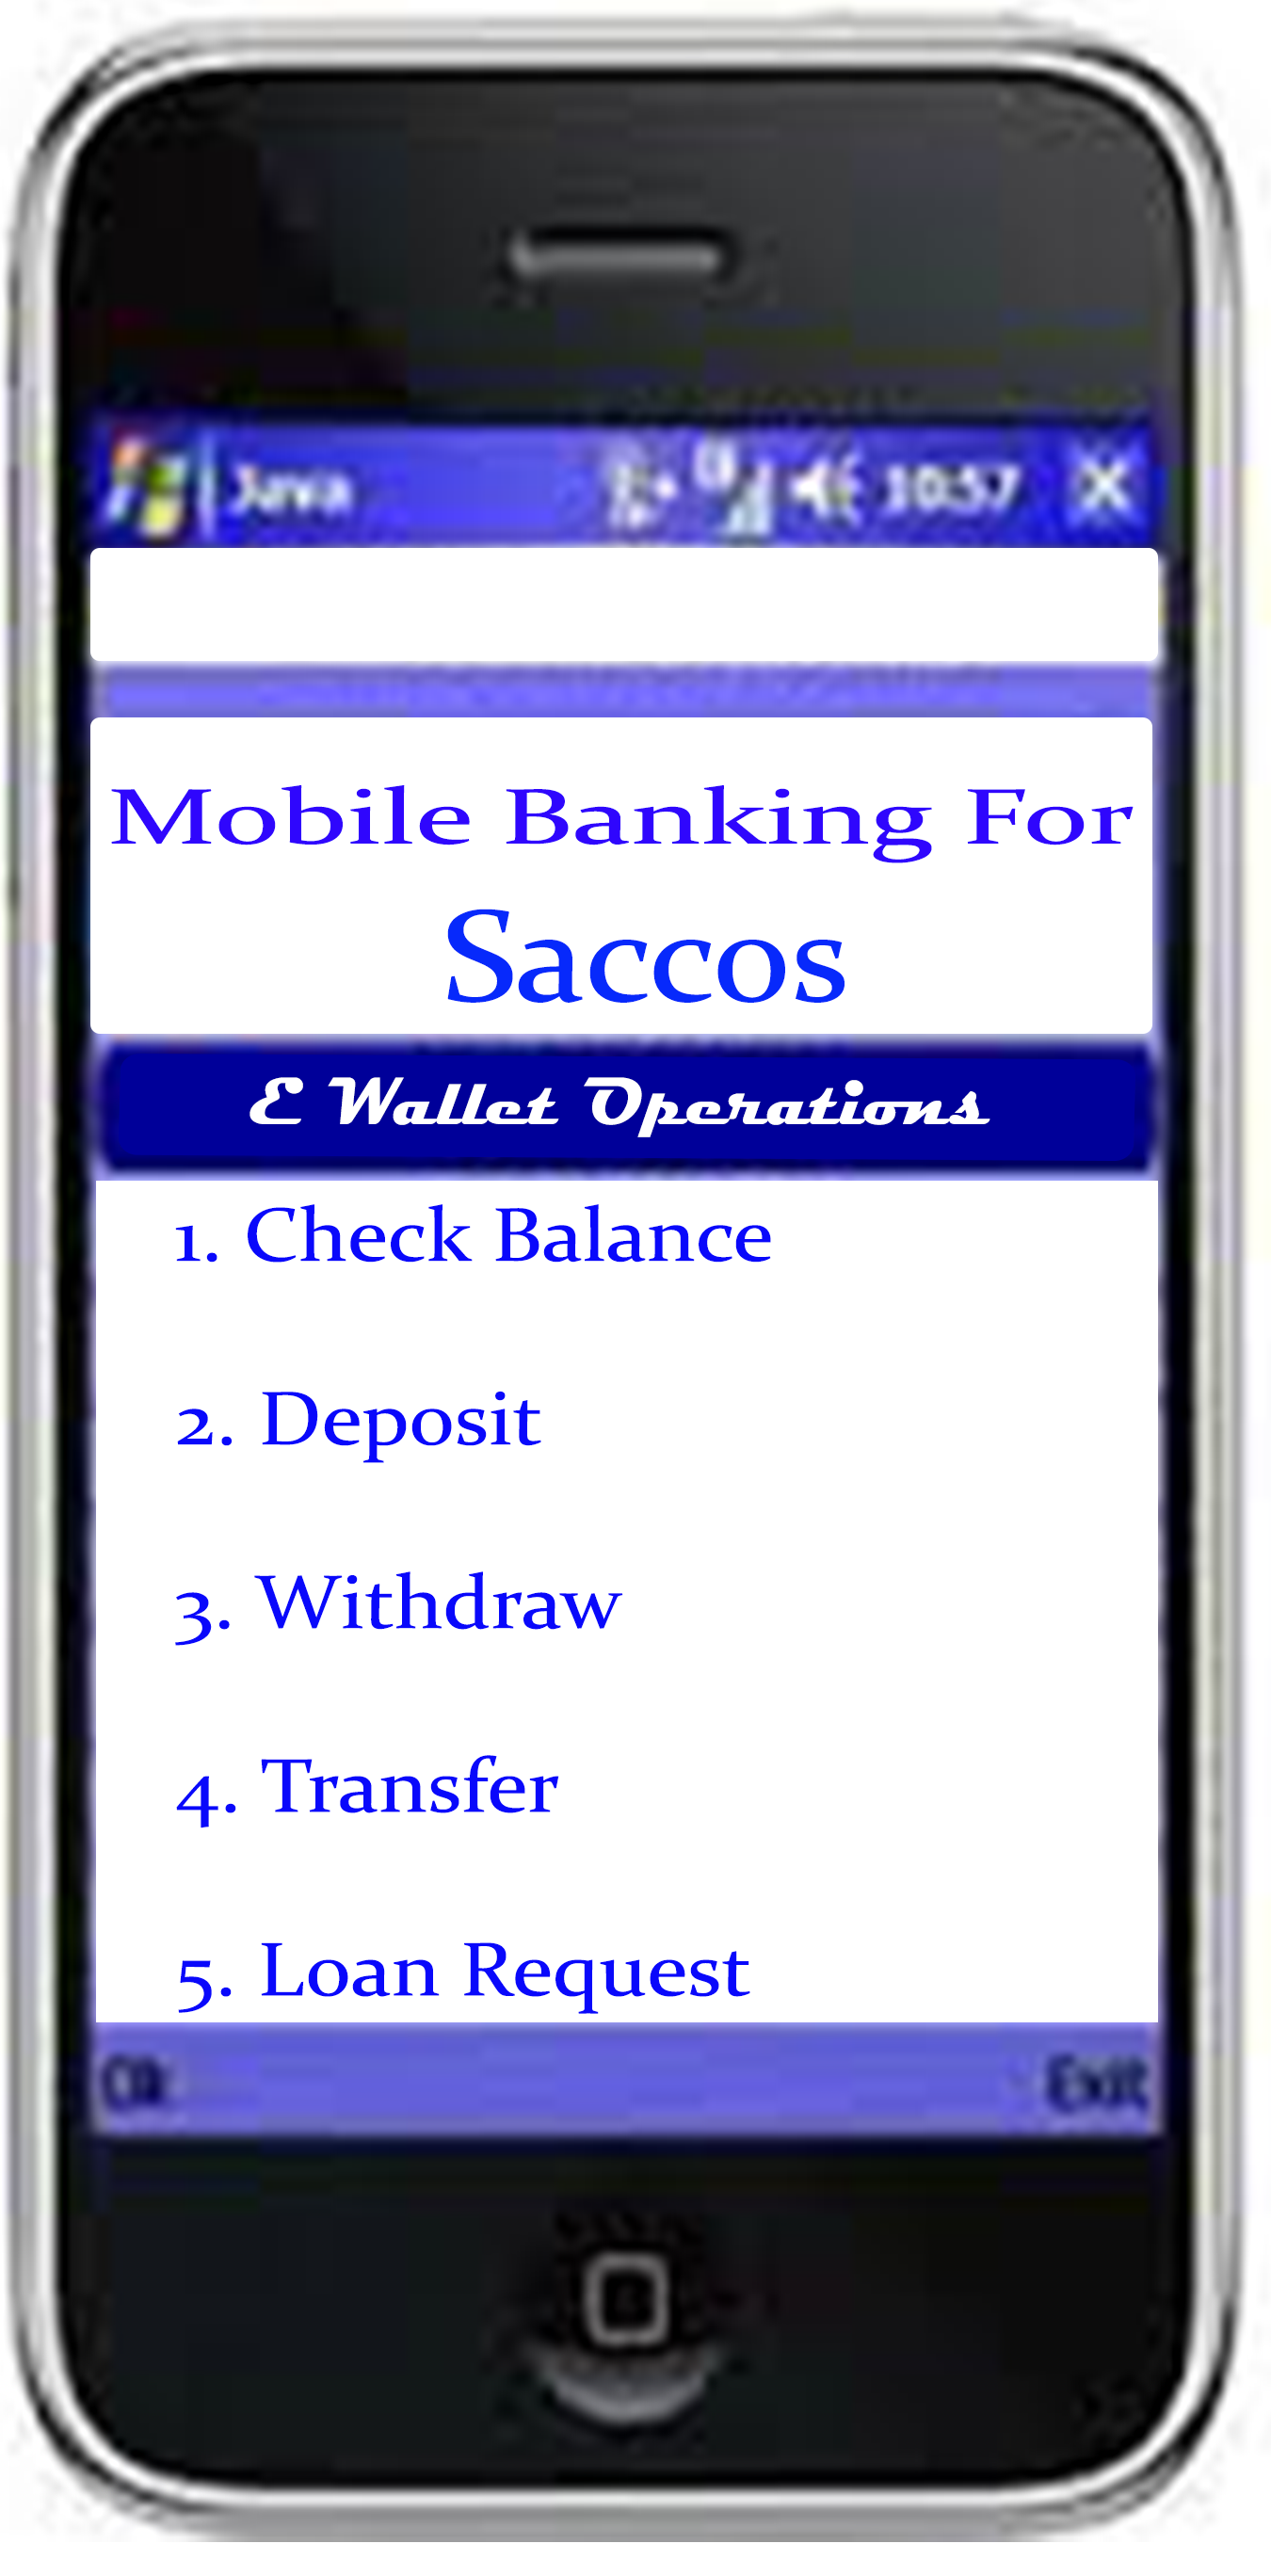 Java 10:57
Mobile Banking For
Saccos
E Wallet Operations
1. Check Balance
2. Deposit
3. Withdraw
4. Transfer
5. Loan Request
Ok Exit